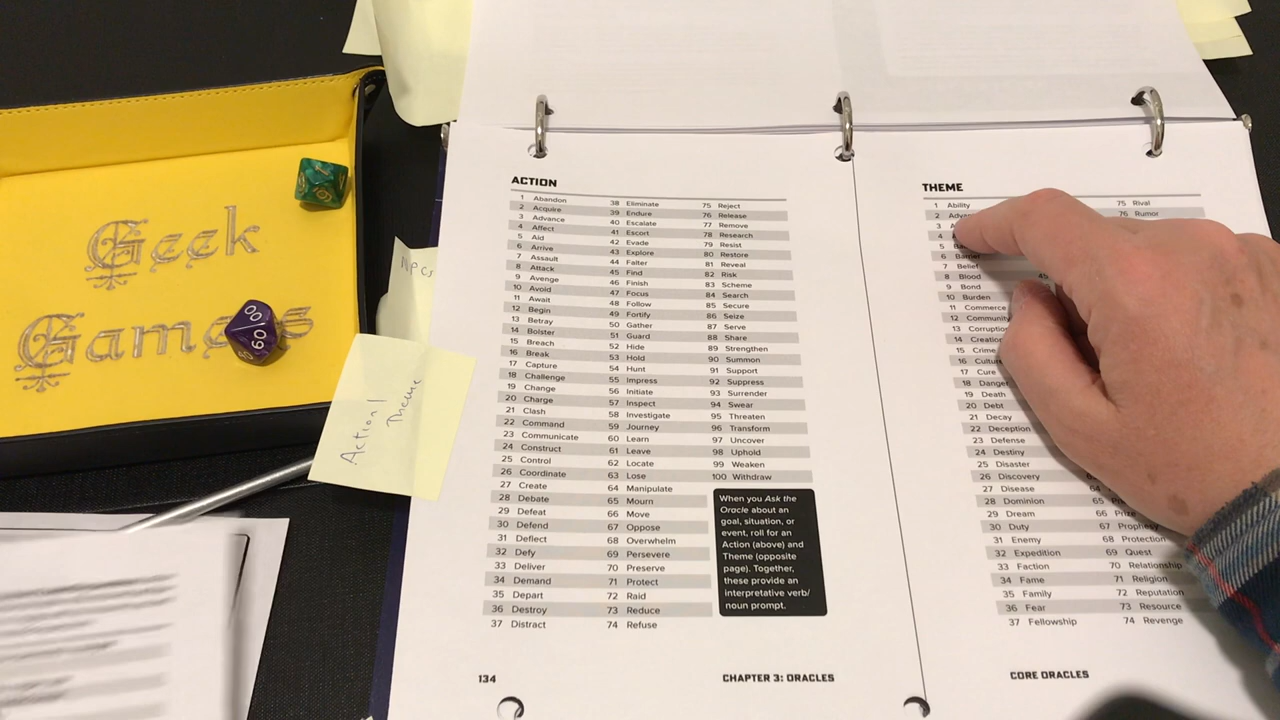 Geek
Games
00
60
40
NPCs
Action/
Theme
ACTION
1 Abandon
2 Acquire
3 Advance
4 Affect
5 Aid
6 Arrive
7 Assault
8 Attack
9 Avenge
10 Avoid
11 Await
12 Begin
13 Betray
14 Bolster
15 Breach
16 Break
17 Capture
18 Challenge
19 Change
20 Charge
21 Clash
22 Command
23 Communicate
24 Construct
25 Control
26 Coordinate
27 Create
28 Debate
29 Defeat
30 Defend
31 Deflect
32 Defy
33 Deliver
34 Demand
35 Depart
36 Destroy
37 Distract
38 Eliminate
39 Endure
40 Escalate
41 Escort
42 Evade
43 Explore
44 Falter
45 Find
46 Finish
47 Focus
48 Follow
49 Fortify
50 Gather
51 Guard
52 Hide
53 Hold
54 Hunt
55 Impress
56 Initiate
57 Inspect
58 Investigate
59 Journey
60 Learn
61 Leave
62 Locate
63 Lose
64 Manipulate
65 Mourn
66 Move
67 Oppose
68 Overwhelm
69 Persevere
70 Preserve
71 Protect
72 Raid
73 Reduce
74 Refuse
75 Reject
76 Release
77 Remove
78 Research
79 Resist
80 Restore
81 Reveal
82 Risk
83 Scheme
84 Search
85 Secure
86 Seize
87 Serve
88 Share
89 Strengthen
90 Summon
91 Support
92 Suppress
93 Surrender
94 Swear
95 Threaten
96 Transform
97 Uncover
98 Uphold
99 Weaken
100 Withdraw
When you Ask the
Oracle about an
goal, situation, or
event, roll for an
Action (above) and
Theme (opposite
page). Together,
these provide an
interpretative verb/
noun prompt.
134
CHAPTER 3: ORACLES
THEME
1 Ability
2
3
4
5
6 Barrier
7 Belief
8 Blood
9 Bond
10 Burden
11 Commerce
12 Community
13 Corruption
14 Creation
15 Crime
16
17 Cure
18 Danger
19 Death
20 Debt
21 Decay
22 Deception
23 Defense
24 Destiny
25 Disaster
26 Discovery
27 Disease
28 Dominion
29 Dream
30 Duty
31 Enemy
32 Expedition
33 Faction
34 Fame
35 Family
36 Fear
37 Fellowship
45
65
66 Prize
67 Prophecy
68 Protection
69 Quest
70 Relationship
71 Religion
72 Reputation
73 Resource
74 Revenge
75 Rival
76 Rumor
CORE ORACLES